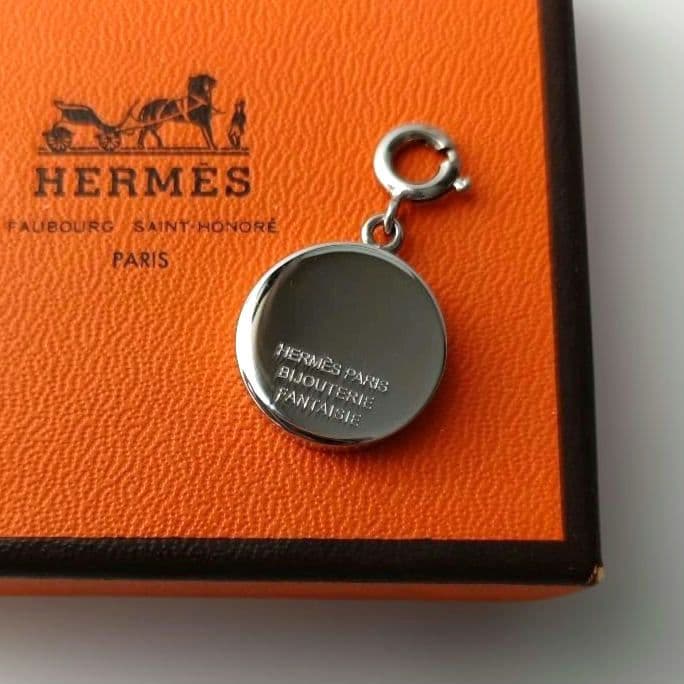 HERMÈS
FAUBOURG SAINT-HONORÉ
PARIS
HERMÈS PARIS
BIJOUTERIE
FANTAISIE